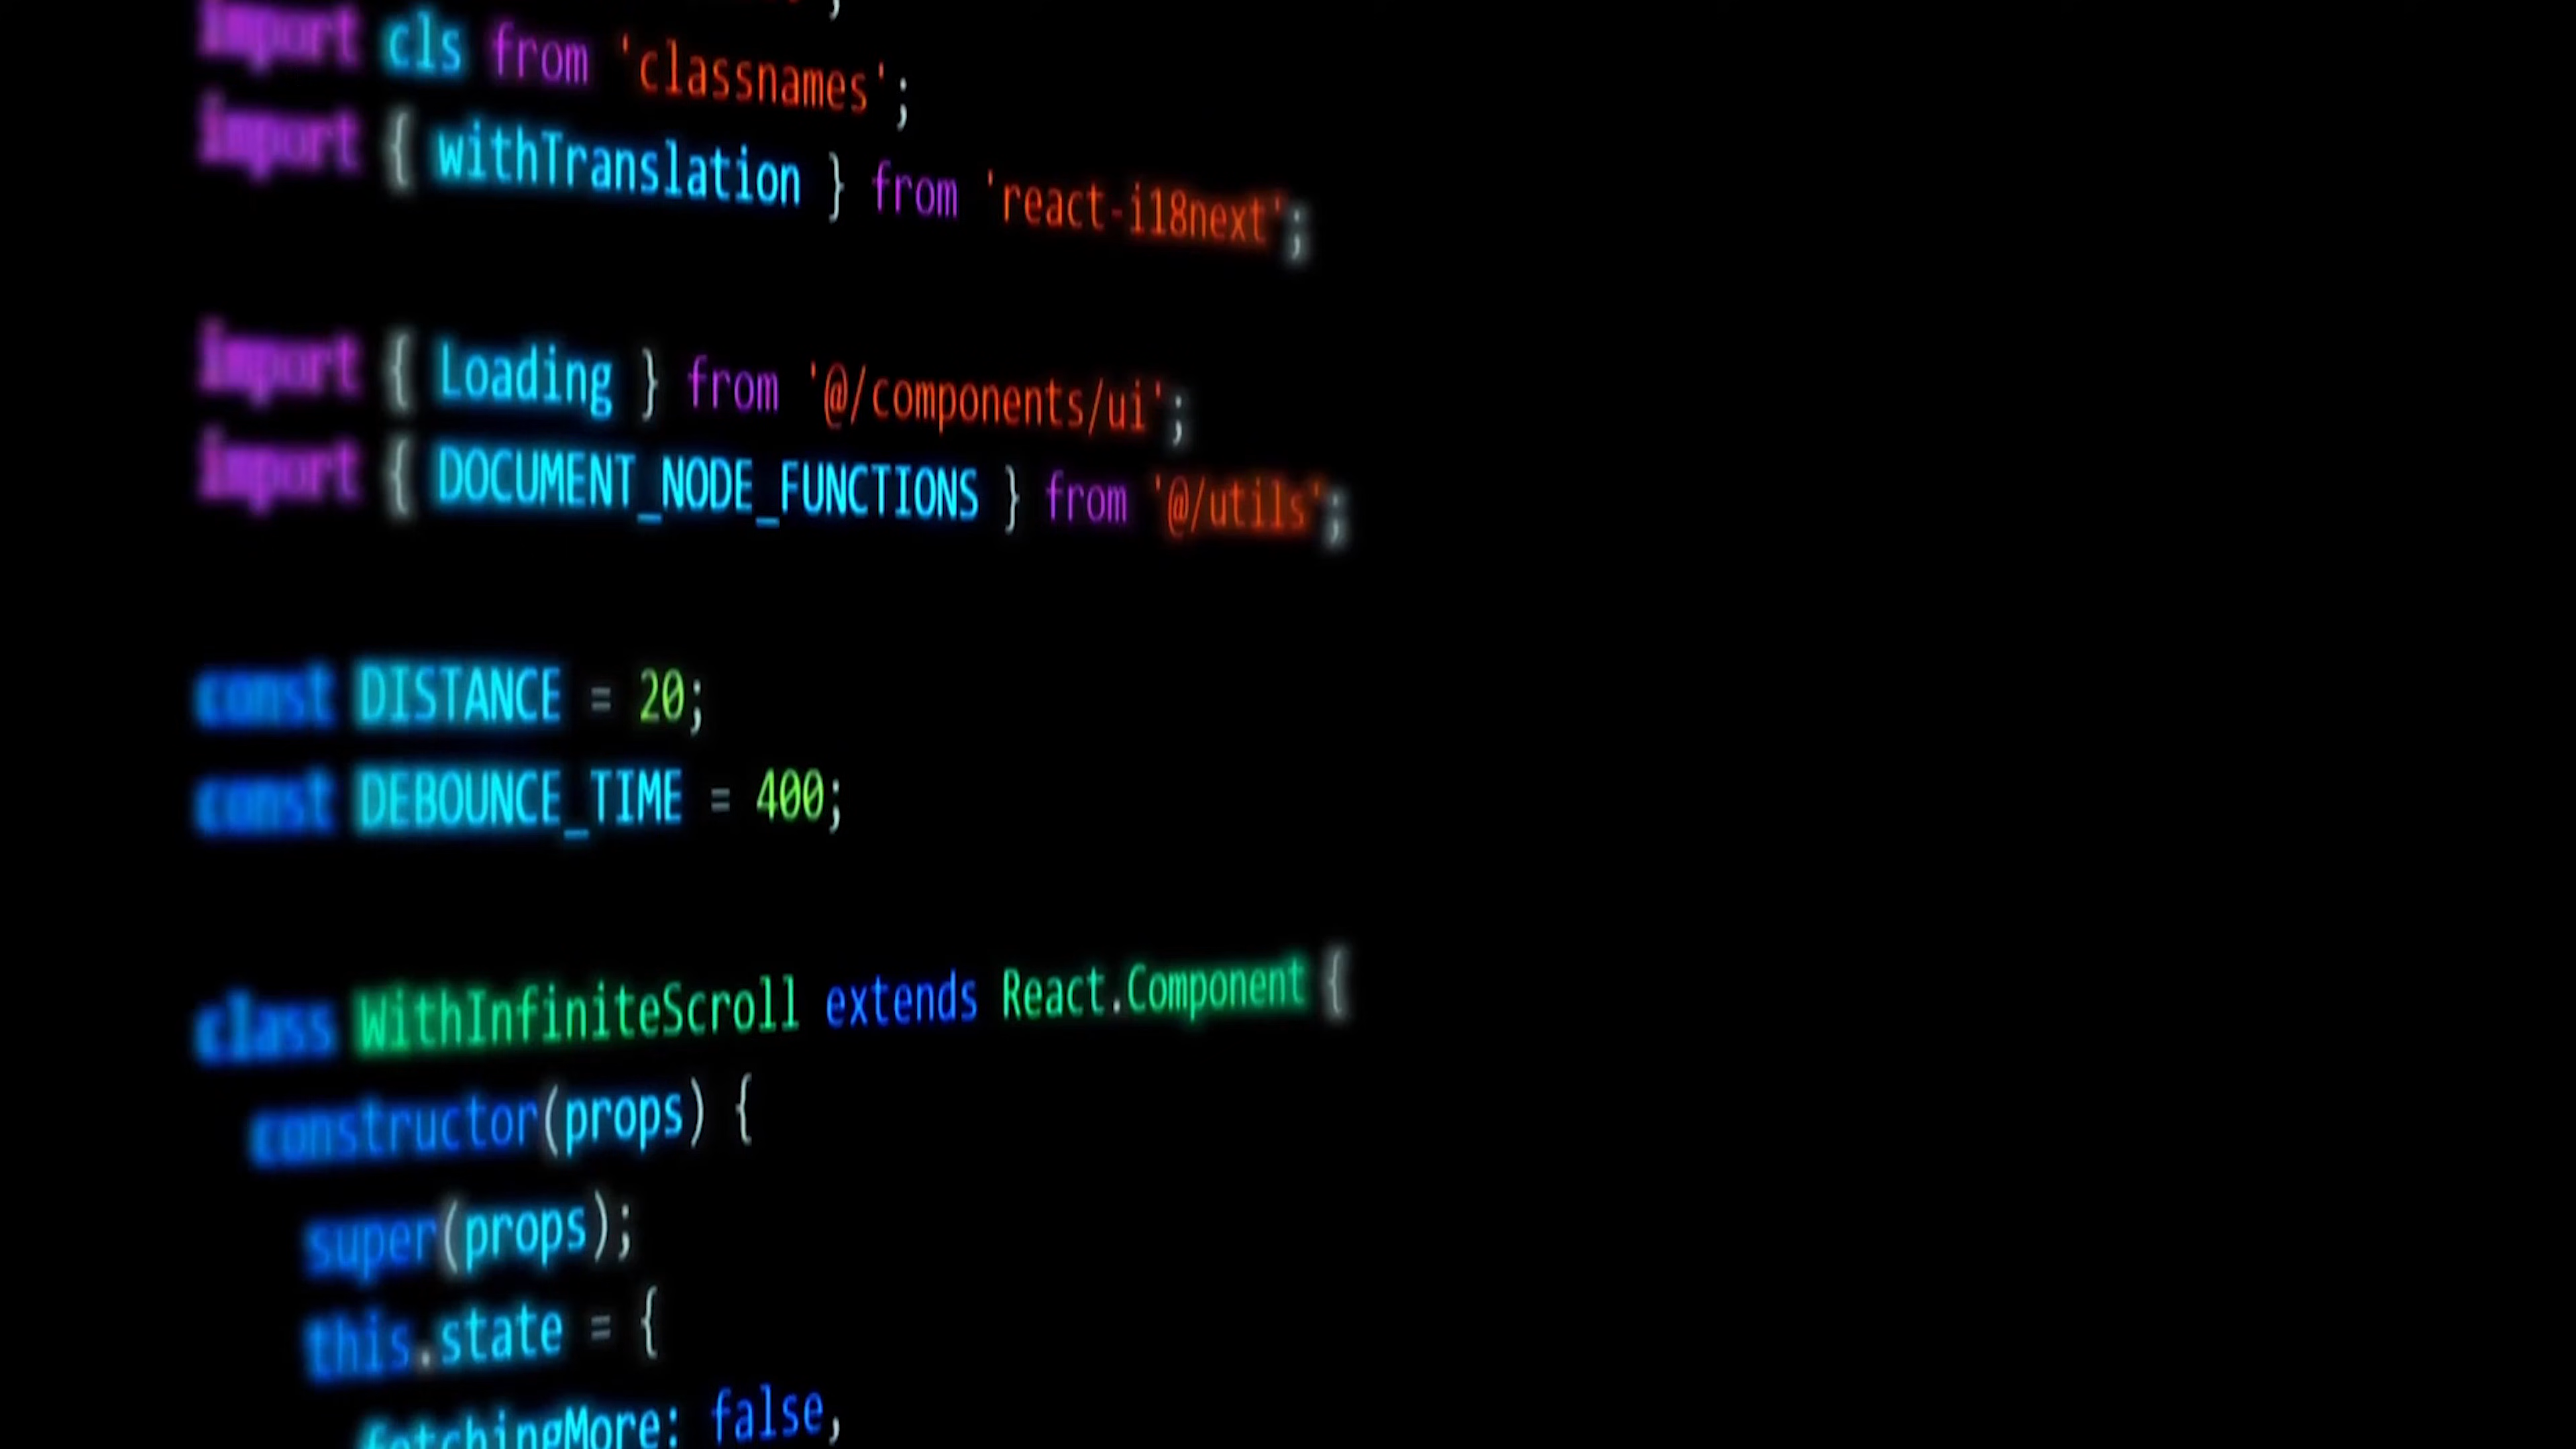 import cls from 'classnames';
import { withTranslation } from 'react-i18next';
import { Loading } from '@/components/ui';
import { DOCUMENT_NODE_FUNCTIONS } from '@/utils';
const DISTANCE = 20;
const DEBOUNCE_TIME = 400;
class WithInfiniteScroll extends React.Component {
constructor(props) {
super(props);
this.state = {
fetchingMore: false,